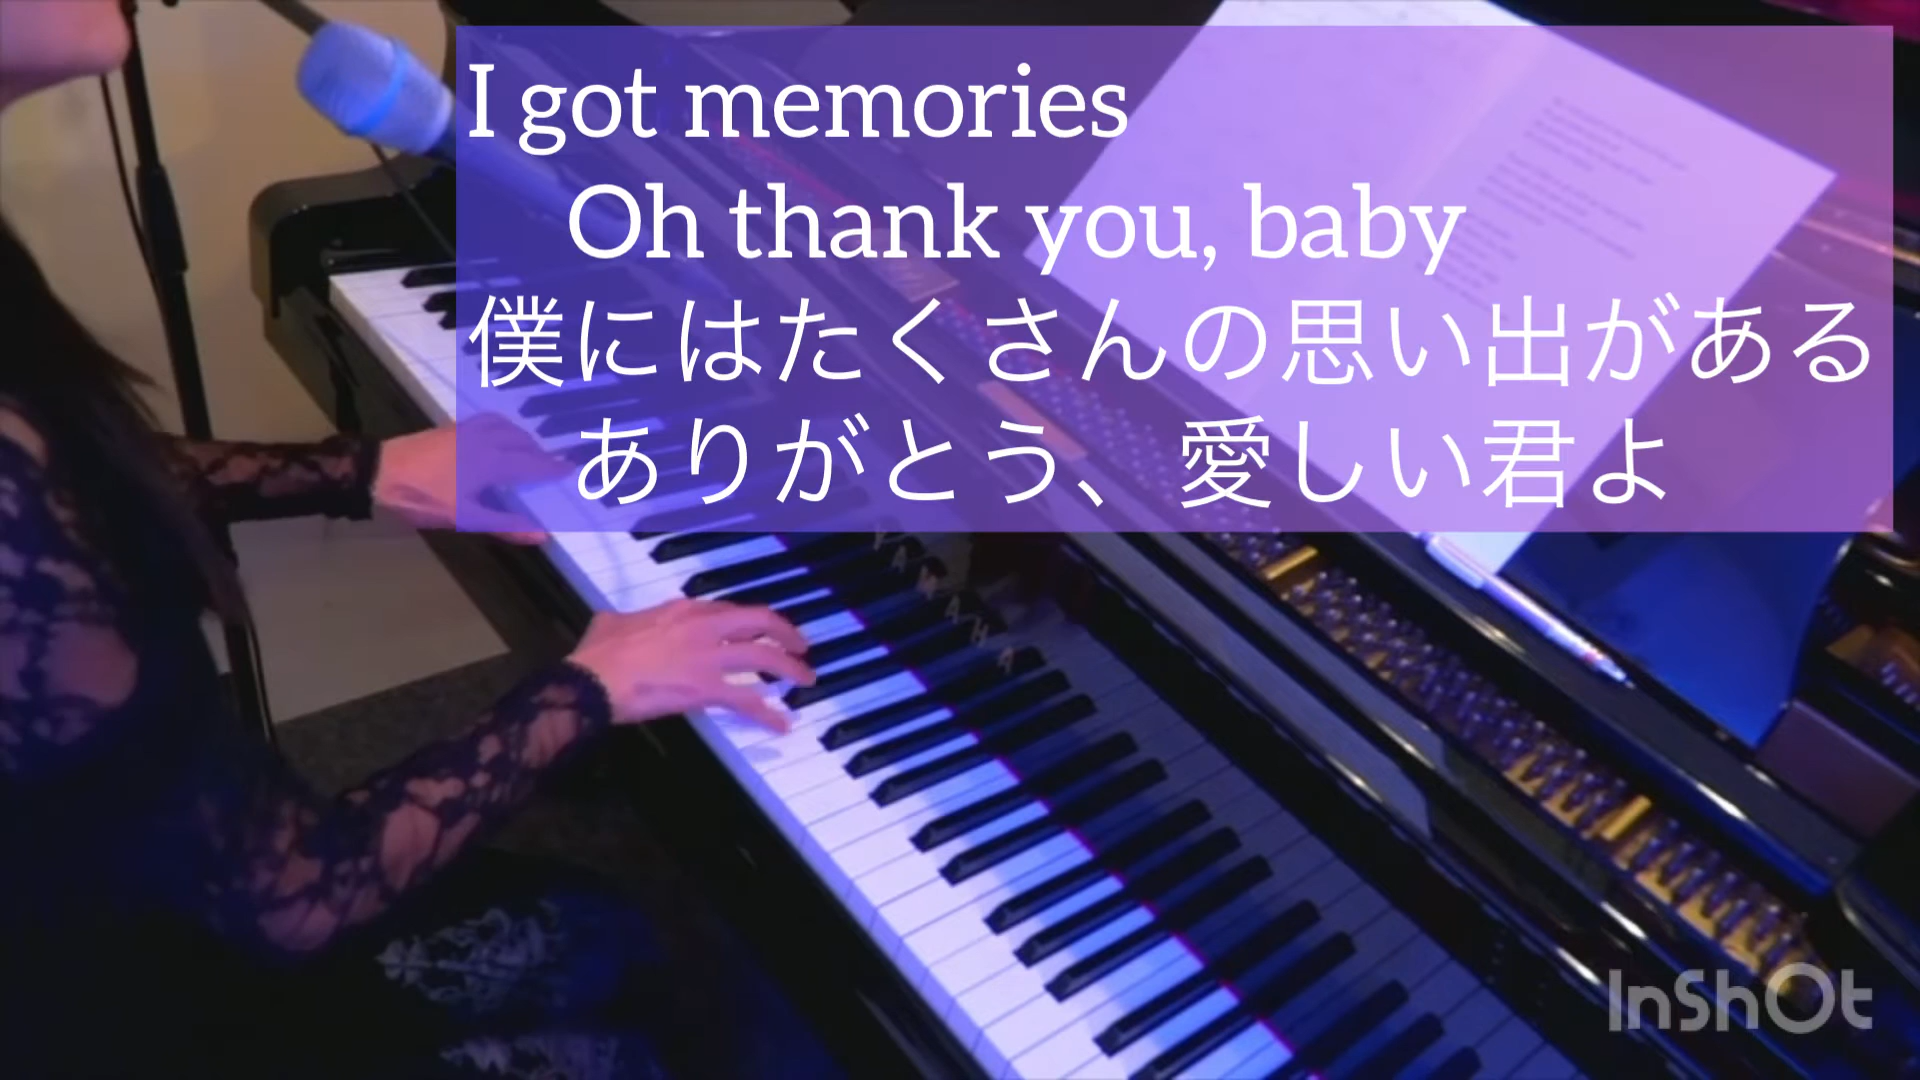 I got memories
Oh thank you, baby
僕にはたくさんの思い出がある
ありがとう、愛しい君よ
YAMAHA
InShOt